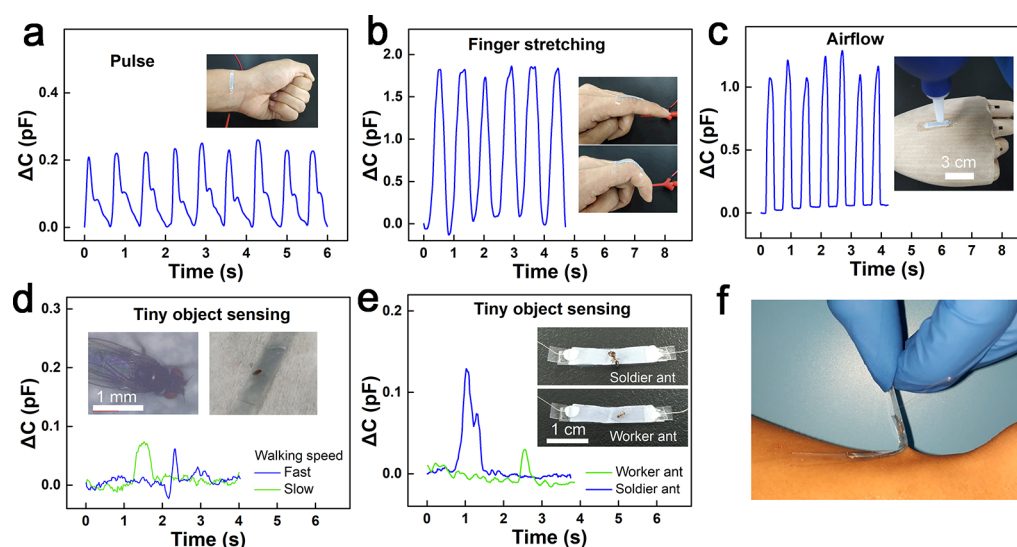 a
Pulse
ΔC (pF)
0.4
0.2
0.0
0 1 2 3 4 5 6
Time (s)
b
Finger stretching
ΔC (pF)
2.0
1.5
1.0
0.5
0.0
0 2 4 6 8
Time (s)
c
Airflow
3 cm
ΔC (pF)
1.0
0.5
0.0
0 1 2 3 4 5 6 7 8
Time (s)
d
Tiny object sensing
1 mm
ΔC (pF)
0.3
0.2
0.1
0.0
Walking speed
Fast
Slow
0 1 2 3 4 5 6
Time (s)
e
Tiny object sensing
Soldier ant
Worker ant
1 cm
ΔC (pF)
0.2
0.1
0.0
Worker ant
Soldier ant
0 1 2 3 4 5 6
Time (s)
f